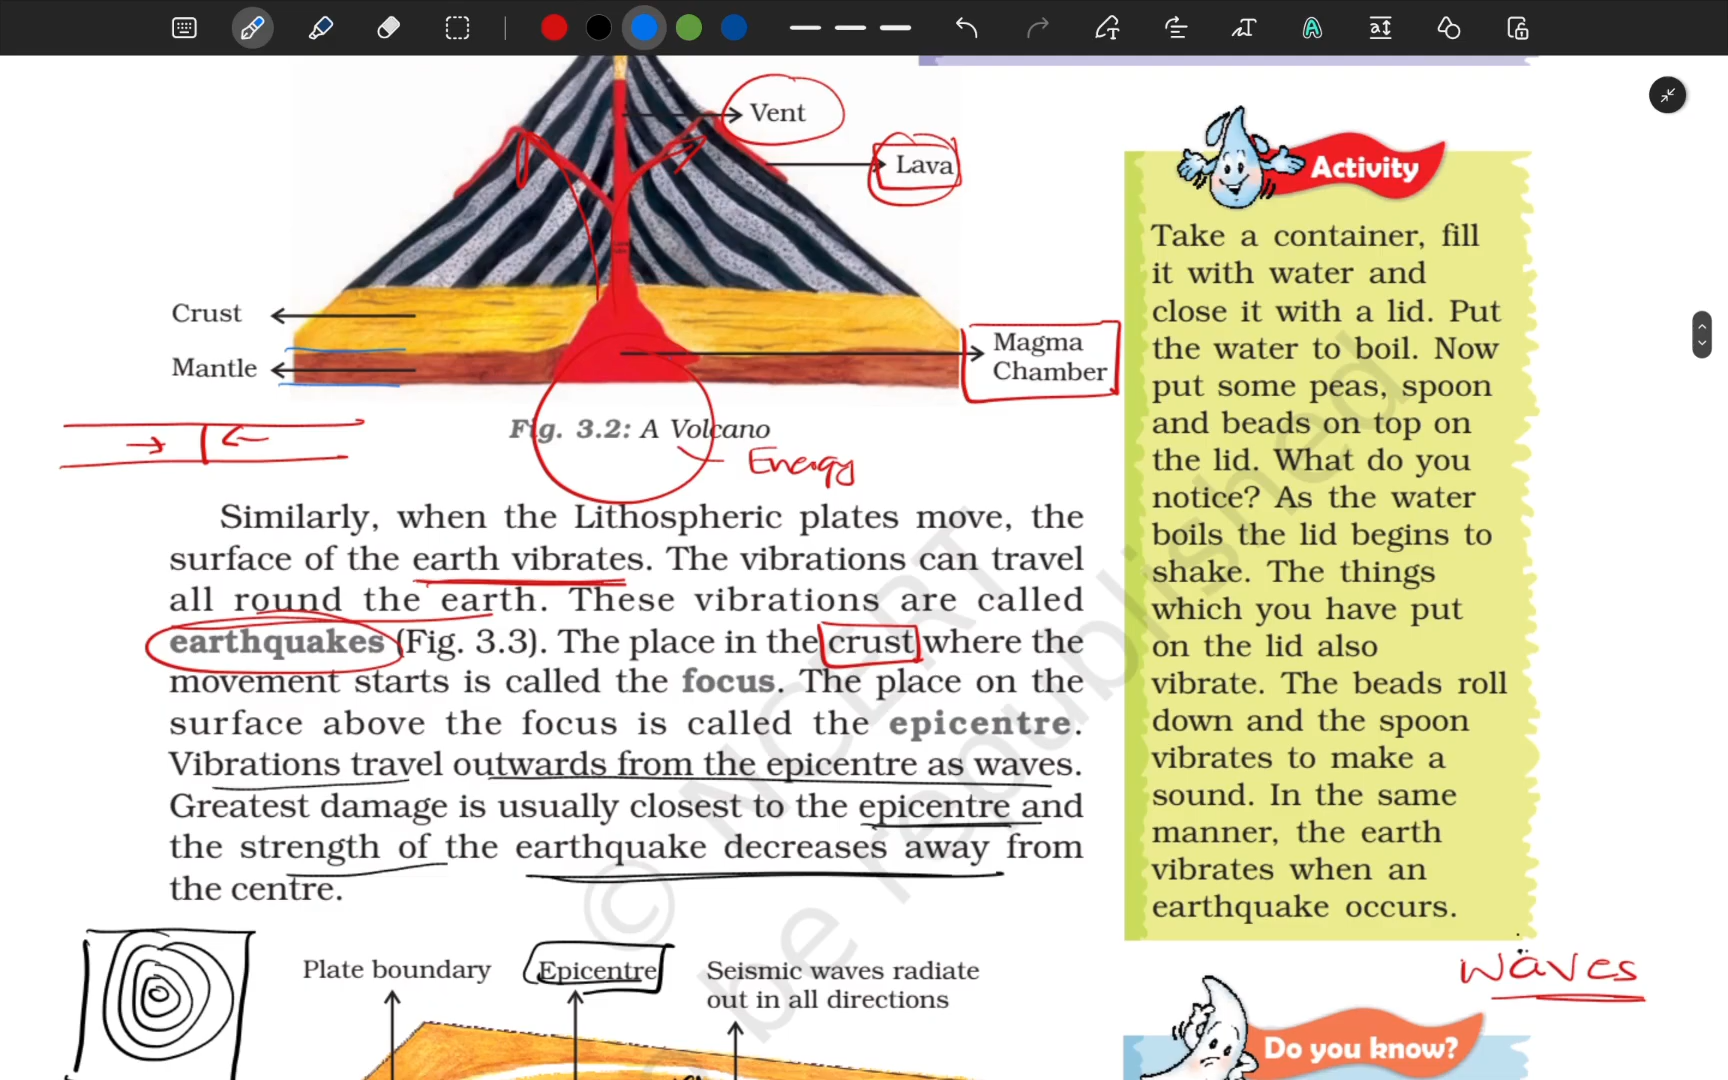 Vent
Lava
Crust
Mantle
Magma
Chamber
Fig. 3.2: A Volcano
Energy
Similarly, when the Lithospheric plates move, the
surface of the earth vibrates. The vibrations can travel
all round the earth. These vibrations are called
earthquakes (Fig. 3.3). The place in the crust where the
movement starts is called the focus. The place on the
surface above the focus is called the epicentre.
Vibrations travel outwards from the epicentre as waves.
Greatest damage is usually closest to the epicentre and
the strength of the earthquake decreases away from
the centre.
Plate boundary
Epicentre
Seismic waves radiate
out in all directions
Activity
Take a container, fill
it with water and
close it with a lid. Put
the water to boil. Now
put some peas, spoon
and beads on top on
the lid. What do you
notice? As the water
boils the lid begins to
shake. The things
which you have put
on the lid also
vibrate. The beads roll
down and the spoon
vibrates to make a
sound. In the same
manner, the earth
vibrates when an
earthquake occurs.
waves
Do you know?
© NCERT
be republished